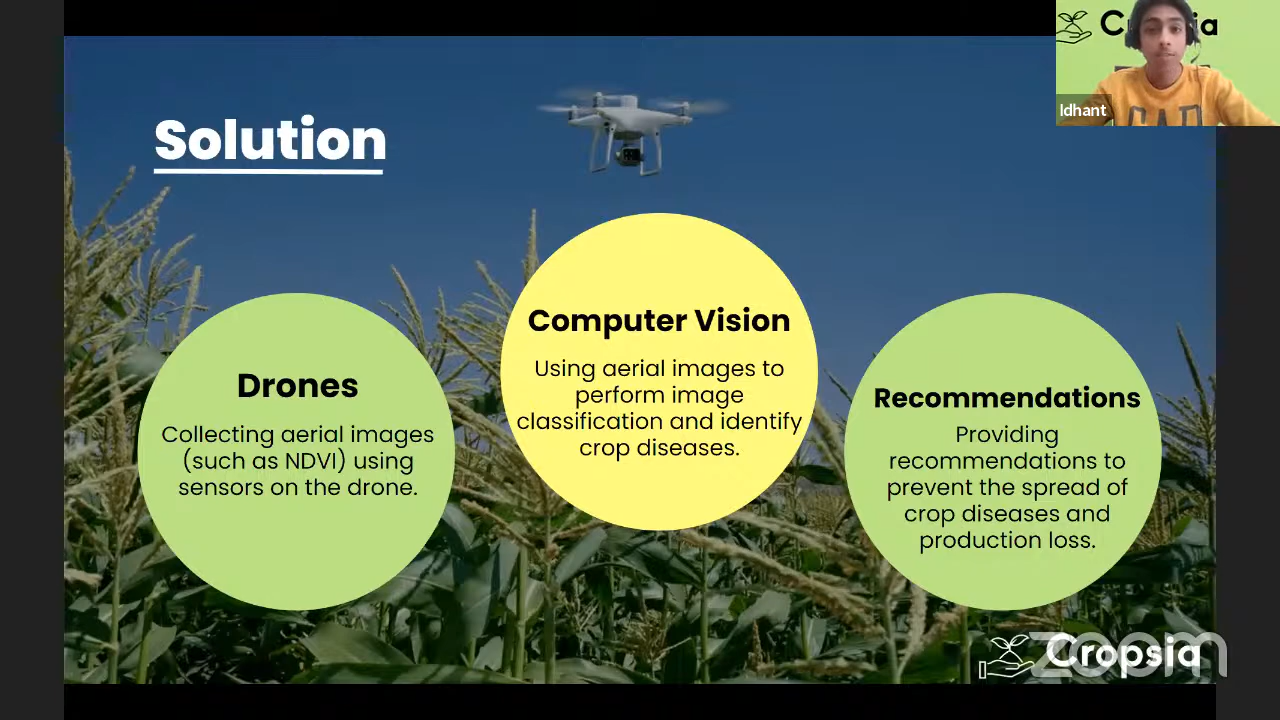 Solution
Drones
Collecting aerial images
(such as NDVI) using
sensors on the drone.
Computer Vision
Using aerial images to
perform image
classification and identify
crop diseases.
Recommendations
Providing
recommendations to
prevent the spread of
crop diseases and
production loss.
Idhant
Cropsia
zoom